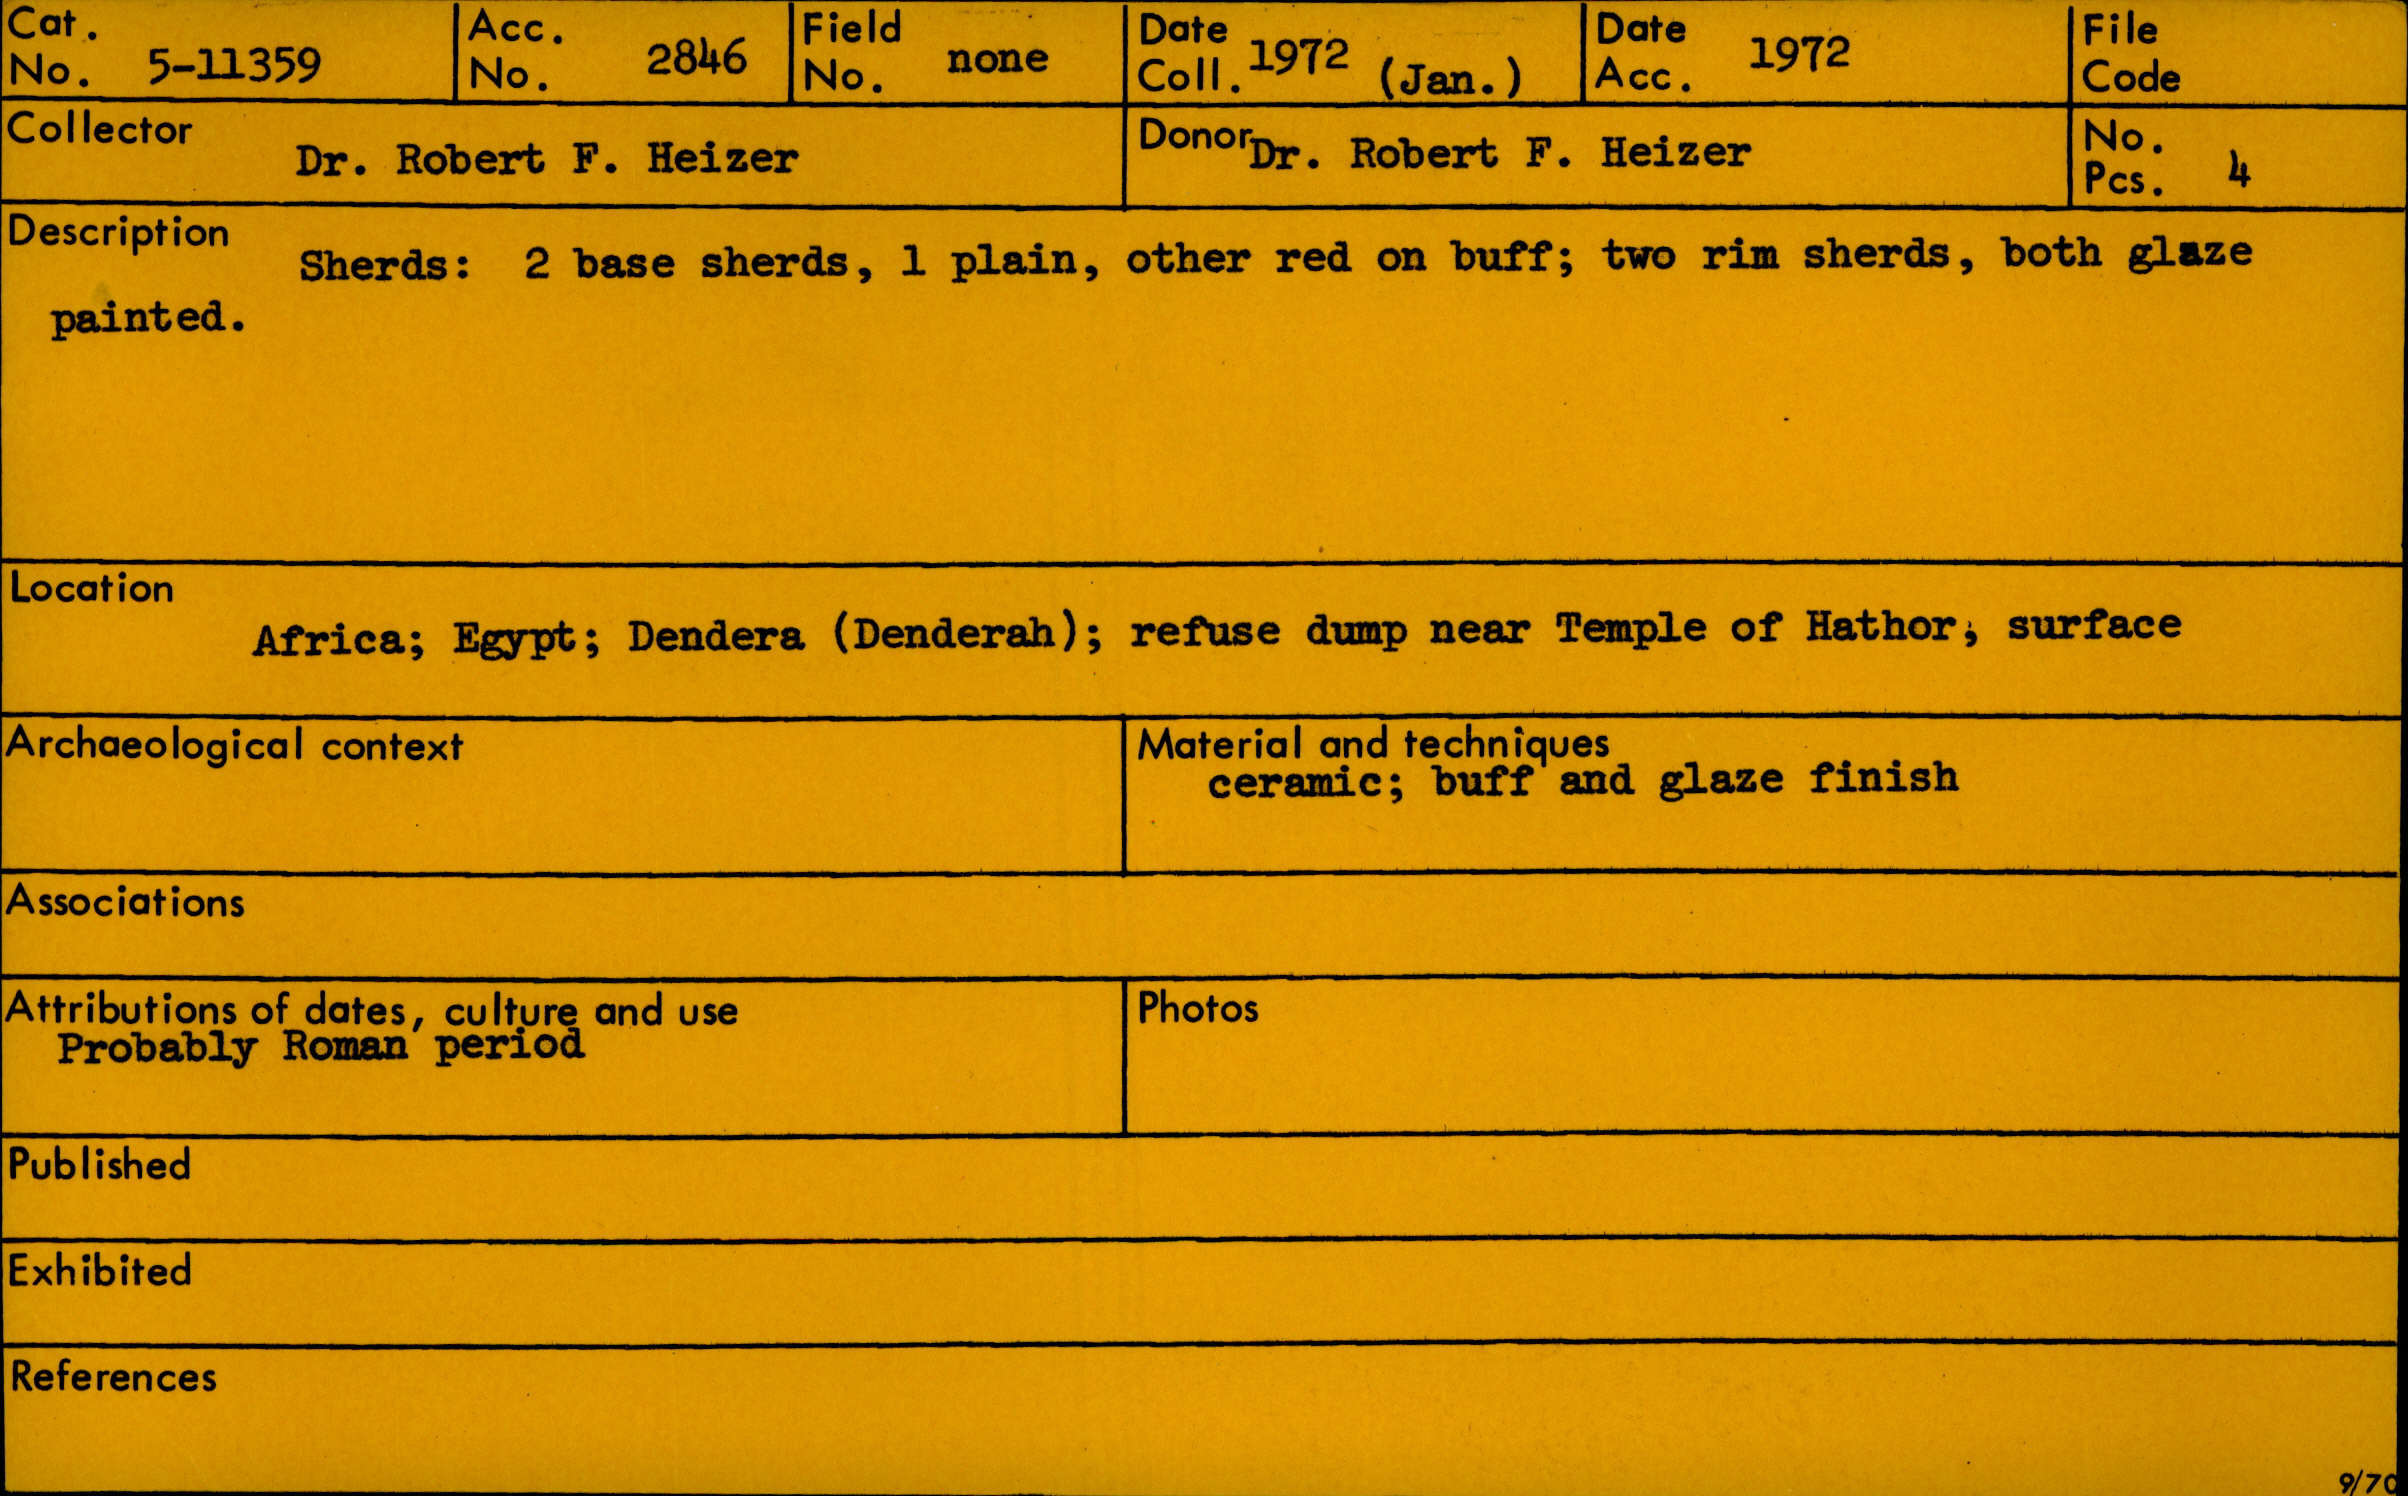 Cat. No. 5-11359
Acc. No. 2846
Field No. none
Date Coll. 1972 (Jan.)
Date Acc. 1972
File Code
Collector Dr. Robert F. Heizer
Donor Dr. Robert F. Heizer
No. Pcs. 4
Description
Sherds: 2 base sherds, 1 plain, other red on buff; two rim sherds, both glaze
painted.
Location
Africa; Egypt; Dendera (Denderah); refuse dump near Temple of Hathor; surface
Archaeological context
Material and techniques
ceramic; buff and glaze finish
Associations
Attributions of dates, culture and use
Probably Roman period
Photos
Published
Exhibited
References
9/70